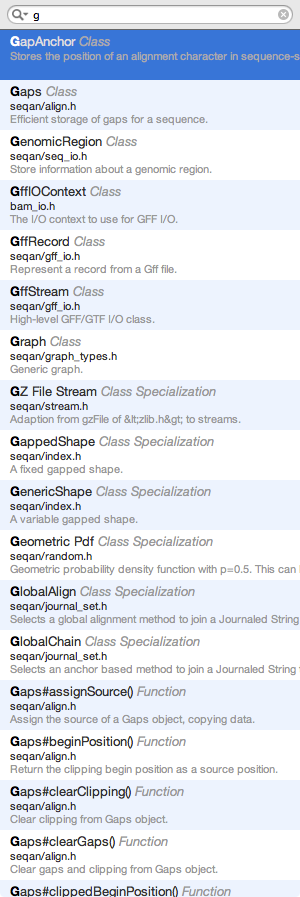 g
GapAnchor Class
Stores the position of an alignment character in sequence-s
Gaps Class
seqan/align.h
Efficient storage of gaps for a sequence.
GenomicRegion Class
seqan/seq_io.h
Store information about a genomic region.
GffIOContext Class
bam_io.h
The I/O context to use for GFF I/O.
GffRecord Class
seqan/gff_io.h
Represent a record from a Gff file.
GffStream Class
seqan/gff_io.h
High-level GFF/GTF I/O class.
Graph Class
seqan/graph_types.h
Generic graph.
GZ File Stream Class Specialization
seqan/stream.h
Adaption from gzFile of &lt;zlib.h&gt; to streams.
GappedShape Class Specialization
seqan/index.h
A fixed gapped shape.
GenericShape Class Specialization
seqan/index.h
A variable gapped shape.
Geometric Pdf Class Specialization
seqan/random.h
Geometric probability density function with p=0.5. This can
GlobalAlign Class Specialization
seqan/journal_set.h
Selects a global alignment method to join a Journaled String
GlobalChain Class Specialization
seqan/journal_set.h
Selects an anchor based method to join a Journaled String
Gaps#assignSource() Function
seqan/align.h
Assign the source of a Gaps object, copying data.
Gaps#beginPosition() Function
seqan/align.h
Return the clipping begin position as a source position.
Gaps#clearClipping() Function
seqan/align.h
Clear clipping from Gaps object.
Gaps#clearGaps() Function
seqan/align.h
Clear gaps and clipping from Gaps object.
Gaps#clippedBeginPosition() Function